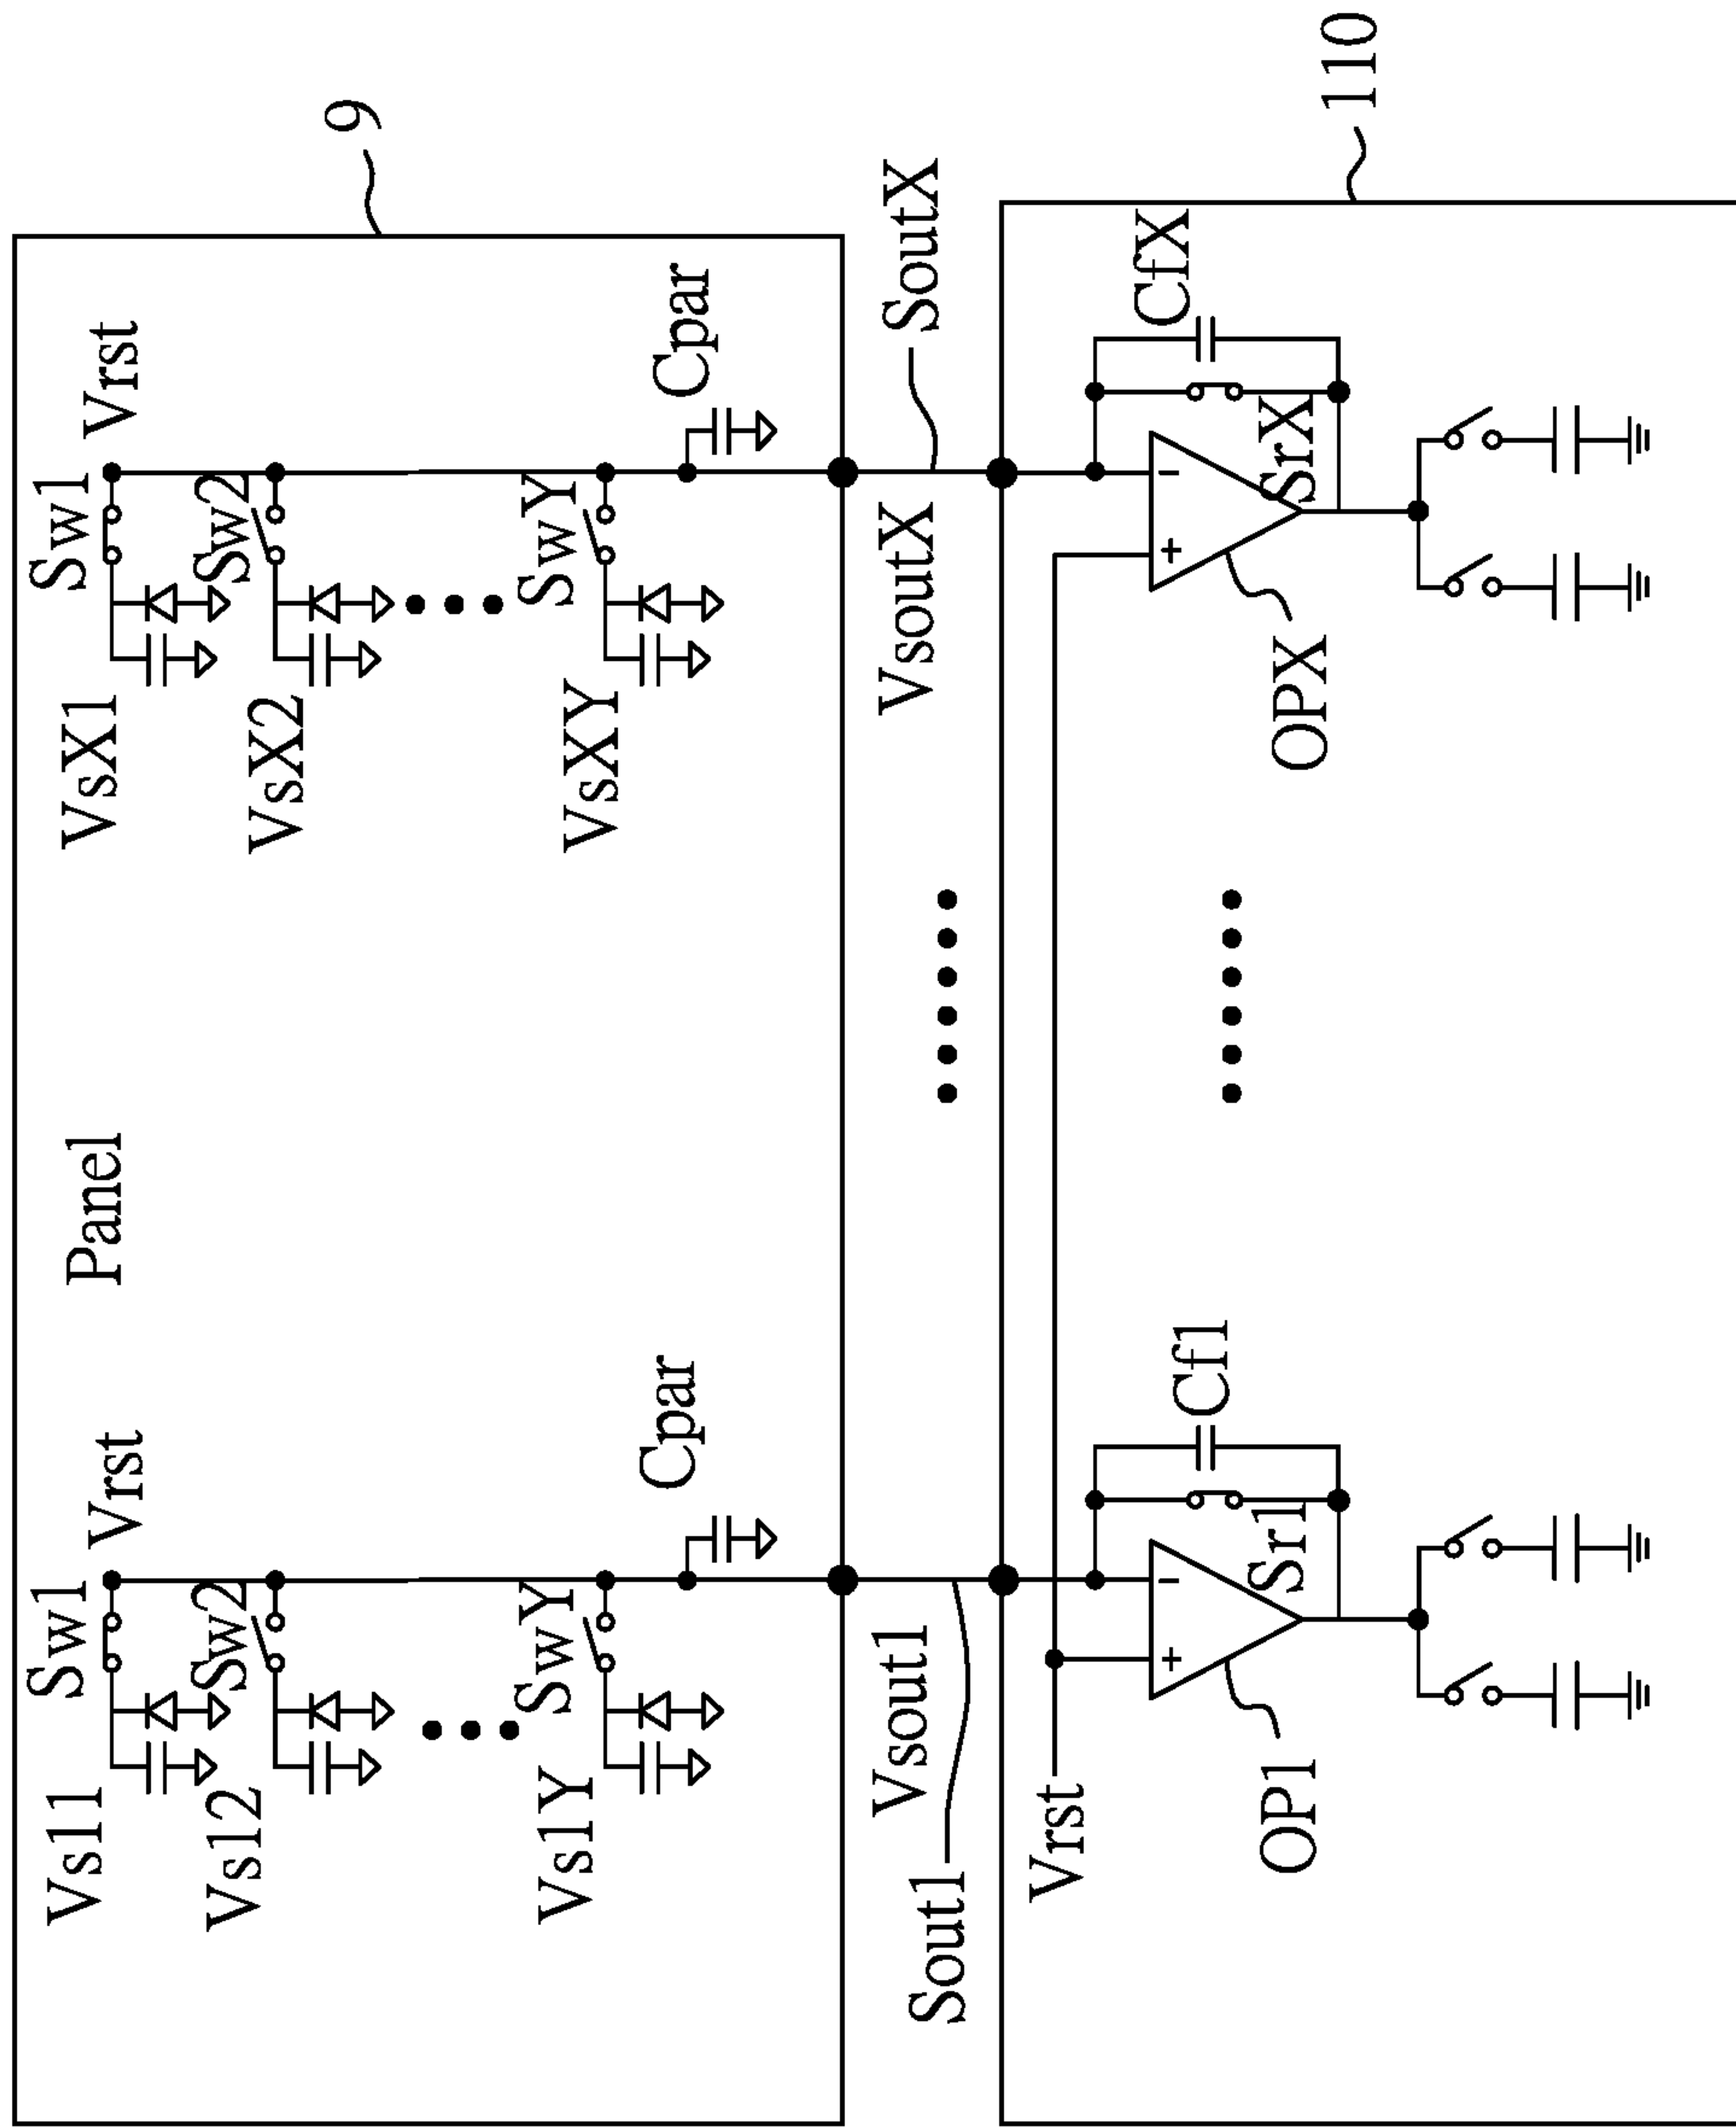 Panel
9
Vs11
Sw1
Vrst
Vs12
Sw2
Vs1Y
SwY
Cpar
VsX1
Sw1
Vrst
VsX2
Sw2
VsXY
SwY
Cpar
Sout1
Vsout1
VsoutX
SoutX
110
Vrst
OP1
+
-
Sr1
Cf1
OPX
+
-
SrX
CfX